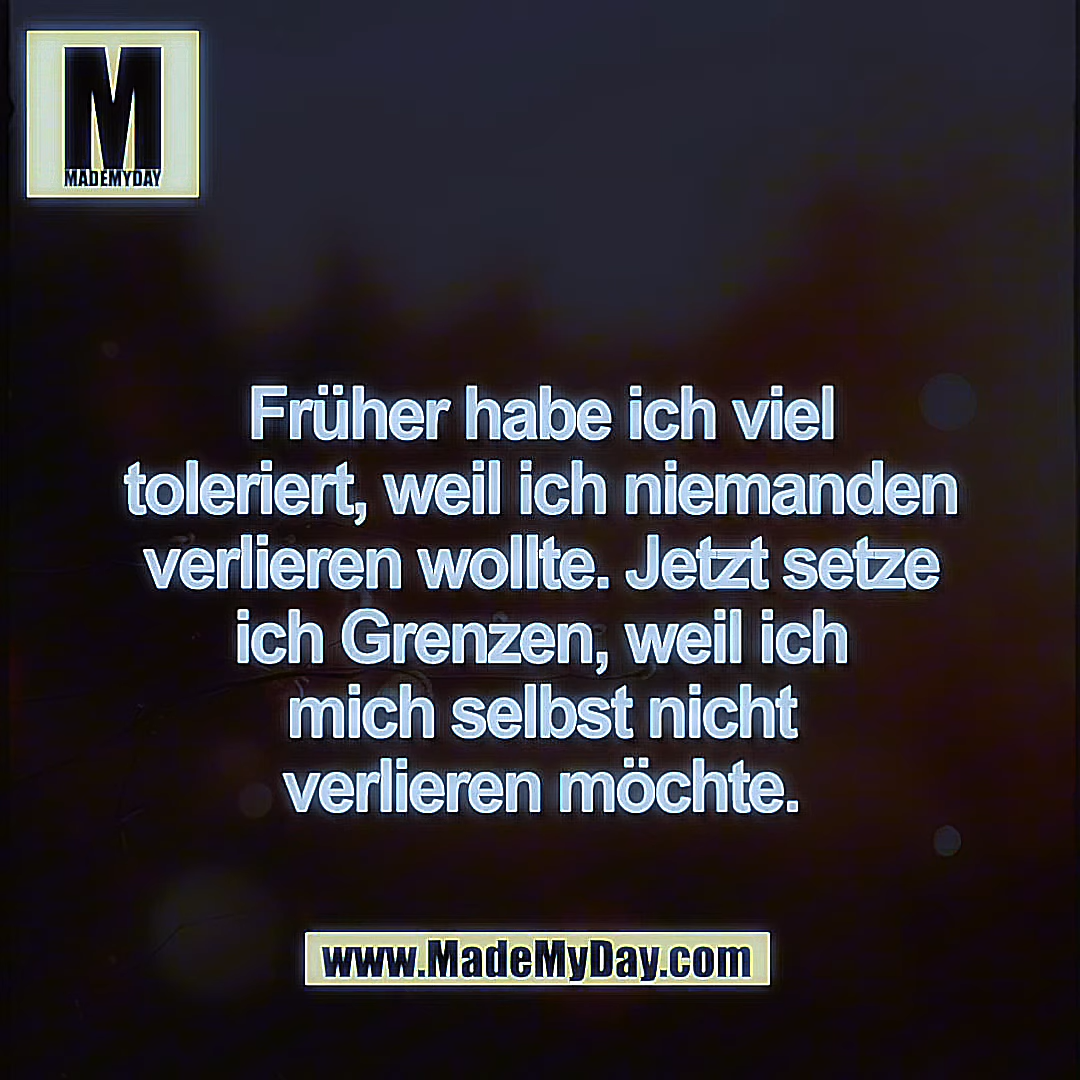 M
MADEMYDAY
Früher habe ich viel
toleriert, weil ich niemanden
verlieren wollte. Jetzt setze
ich Grenzen, weil ich
mich selbst nicht
verlieren möchte.
www.MadeMyDay.com